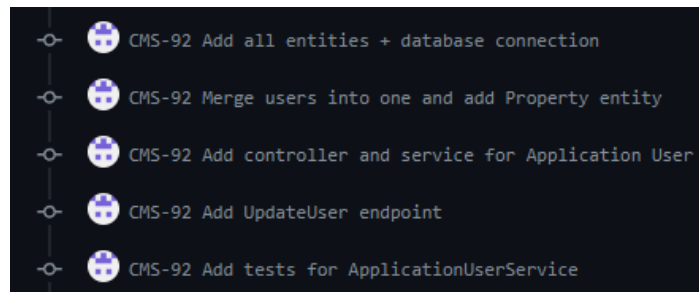 CMS-92 Add all entities + database connection
CMS-92 Merge users into one and add Property entity
CMS-92 Add controller and service for Application User
CMS-92 Add UpdateUser endpoint
CMS-92 Add tests for ApplicationUserService